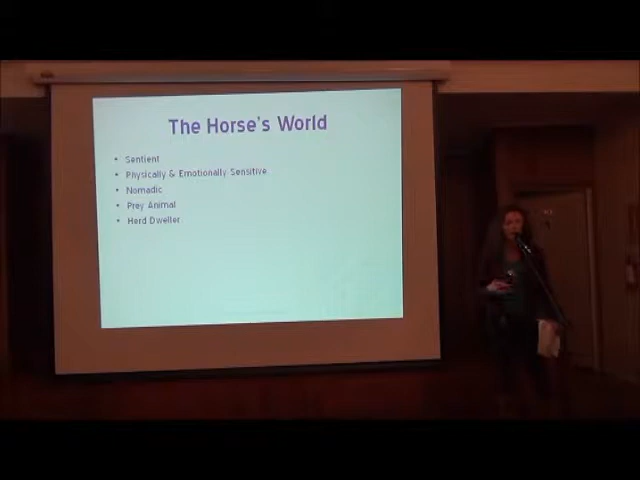 The Horse's World
• Sentient
• Physically & Emotionally Sensitive
• Nomadic
• Prey Animal
• Herd Dweller